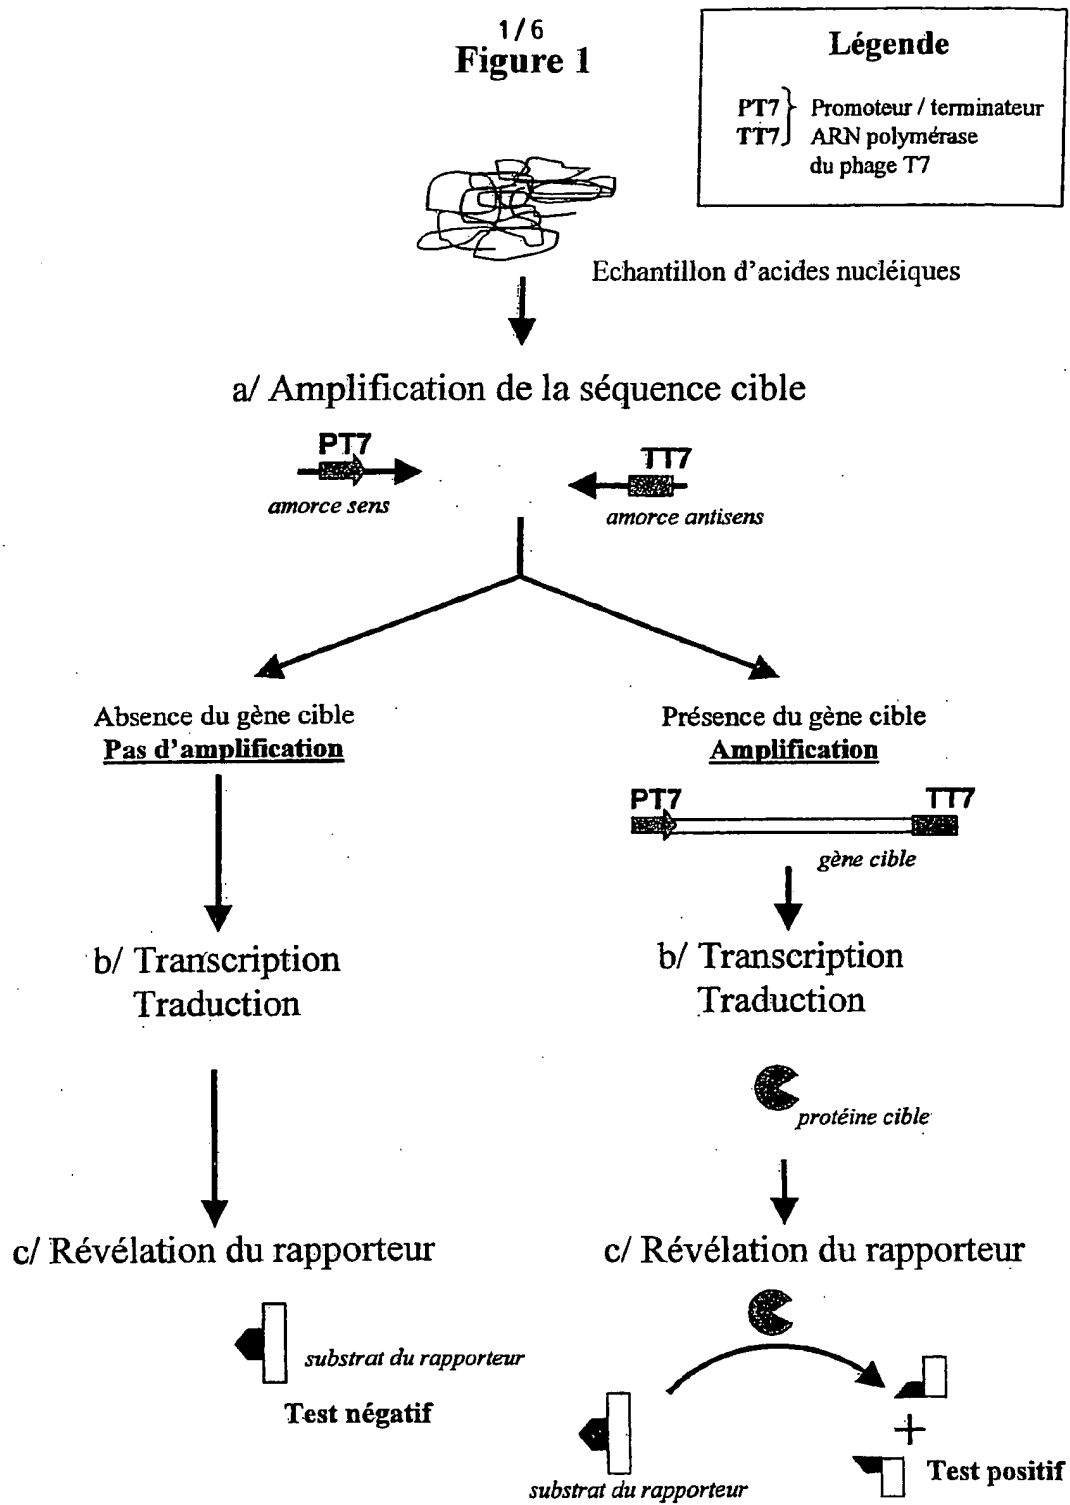 1/6
Figure 1
Légende
PT7 } Promoteur / terminateur
TT7 } ARN polymérase
du phage T7
Echantillon d'acides nucléiques
a/ Amplification de la séquence cible
PT7
TT7
amorce sens
amorce antisens
Absence du gène cible
Pas d'amplification
Présence du gène cible
Amplification
PT7
TT7
gène cible
b/ Transcription
Traduction
b/ Transcription
Traduction
protéine cible
c/ Révélation du rapporteur
c/ Révélation du rapporteur
substrat du rapporteur
Test négatif
+
Test positif
substrat du rapporteur